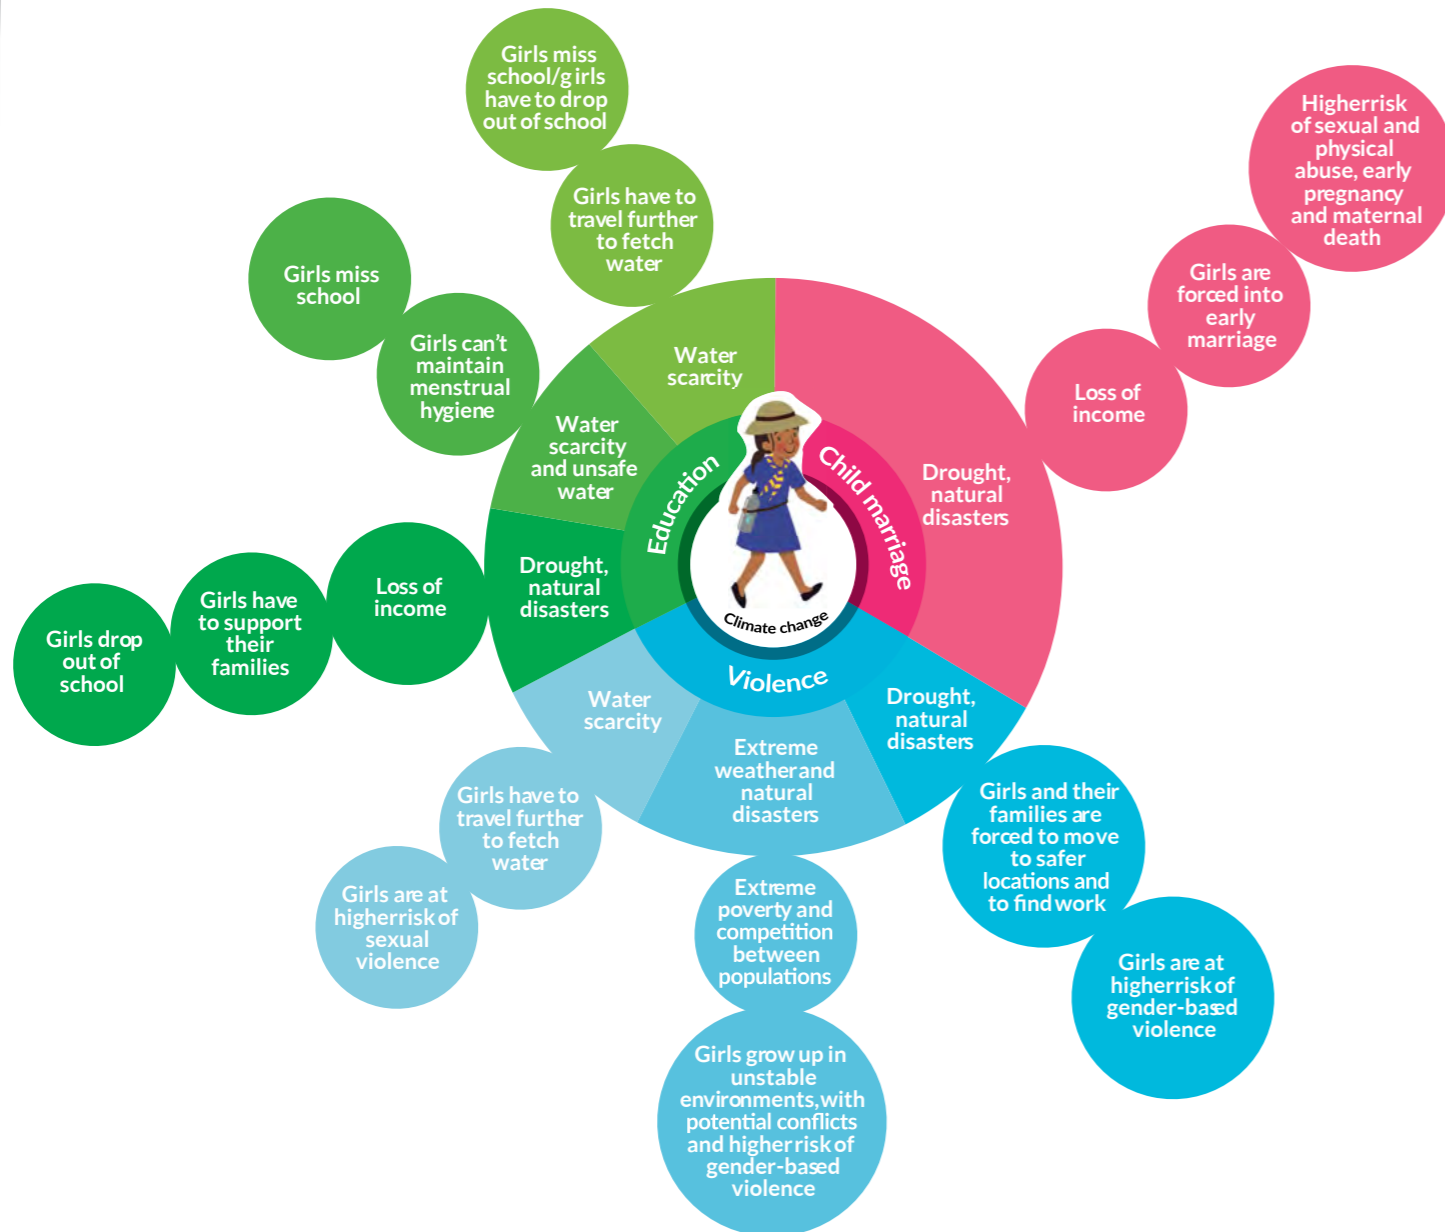 Girls miss
school/girls
have to drop
out of school
Girls have to
travel further
to fetch
water
Water
scarcity
Girls miss
school
Girls can't
maintain
menstrual
hygiene
Water
scarcity
and unsafe
water
Girls drop
out of
school
Girls have
to support
their
families
Loss of
income
Drought,
natural
disasters
Education
Higher risk
of sexual and
physical
abuse, early
pregnancy
and maternal
death
Girls are
forced into
early
marriage
Loss of
income
Drought,
natural
disasters
Child marriage
Climate change
Violence
Water
scarcity
Girls have to
travel further
to fetch
water
Girls are at
higher risk of
sexual
violence
Extreme
weather and
natural
disasters
Extreme
poverty and
competition
between
populations
Girls grow up in
unstable
environments, with
potential conflicts
and higher risk of
gender-based
violence
Drought,
natural
disasters
Girls and their
families are
forced to move
to safer
locations and
to find work
Girls are at
higher risk of
gender-based
violence